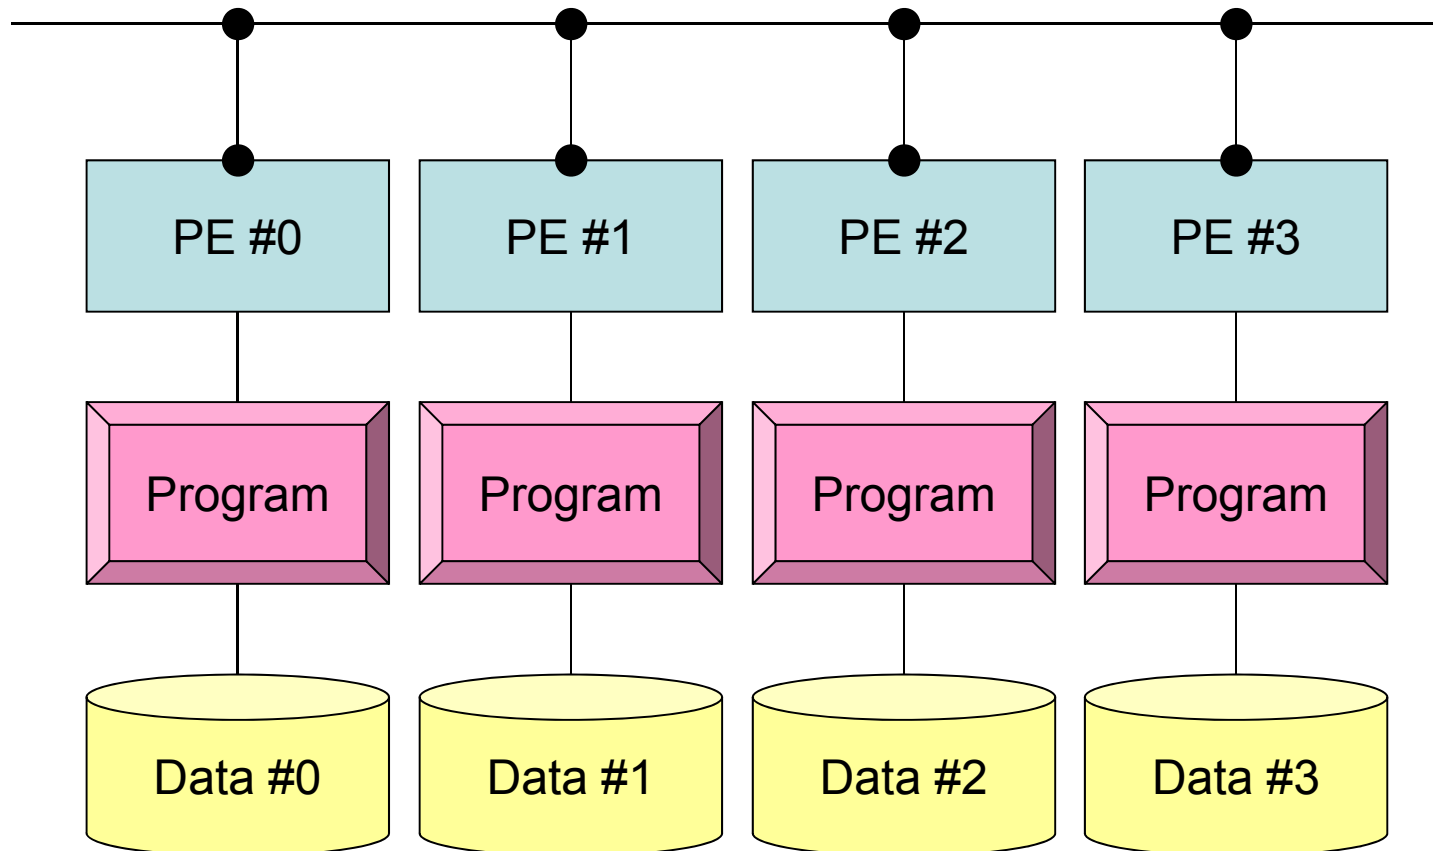 PE #0
PE #1
PE #2
PE #3
Program
Program
Program
Program
Data #0
Data #1
Data #2
Data #3